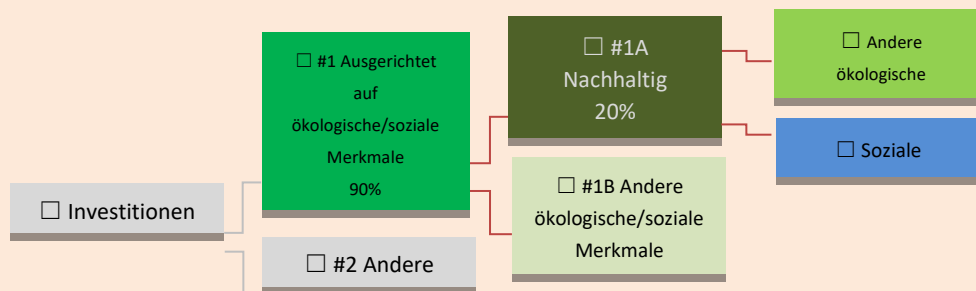 ☐ Investitionen
☐ #1 Ausgerichtet
auf
ökologische/soziale
Merkmale
90%
☐ #2 Andere
☐ #1A
Nachhaltig
20%
☐ #1B Andere
ökologische/soziale
Merkmale
☐ Andere
ökologische
☐ Soziale